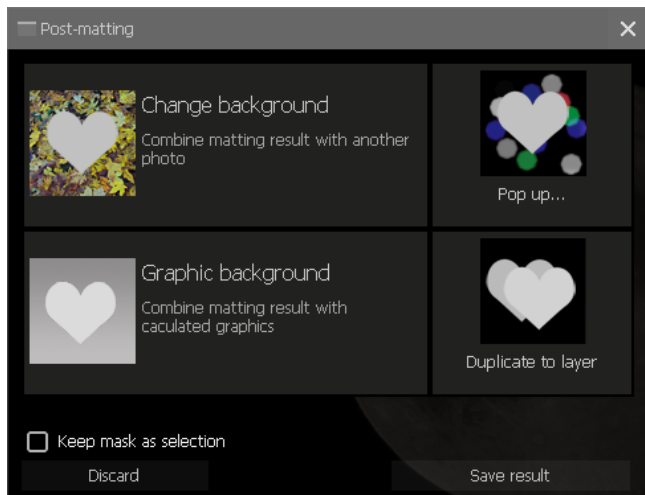 Post-matting
Change background
Combine matting result with another
photo
Pop up...
Graphic background
Combine matting result with
caculated graphics
Duplicate to layer
Keep mask as selection
Discard
Save result